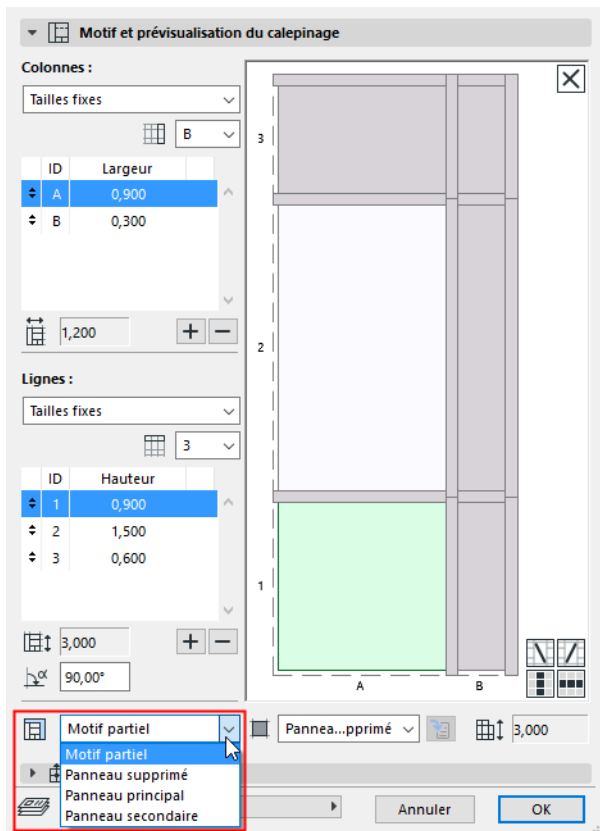 Motif et prévisualisation du calepinage
Colonnes :
Tailles fixes
B
ID Largeur
A 0,900
B 0,300
1,200
Lignes :
Tailles fixes
3
ID Hauteur
1 0,900
2 1,500
3 0,600
3,000
α 90,00°
3
2
1
A B
Motif partiel
Pannea...pprimé
3,000
Motif partiel
Panneau supprimé
Panneau principal
Panneau secondaire
Annuler
OK